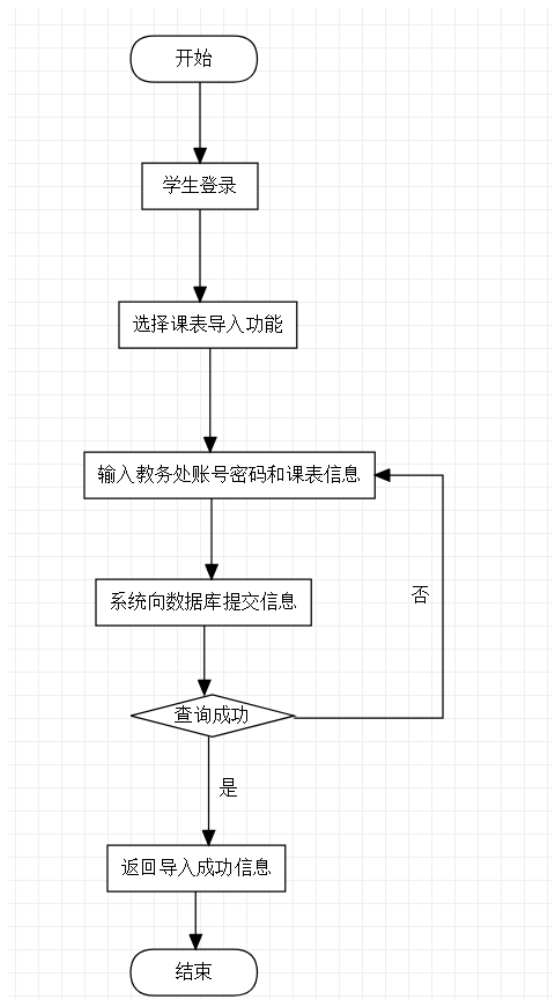 开始
学生登录
选择课表导入功能
输入教务处账号密码和课表信息
系统向数据库提交信息
否
查询成功
是
返回导入成功信息
结束